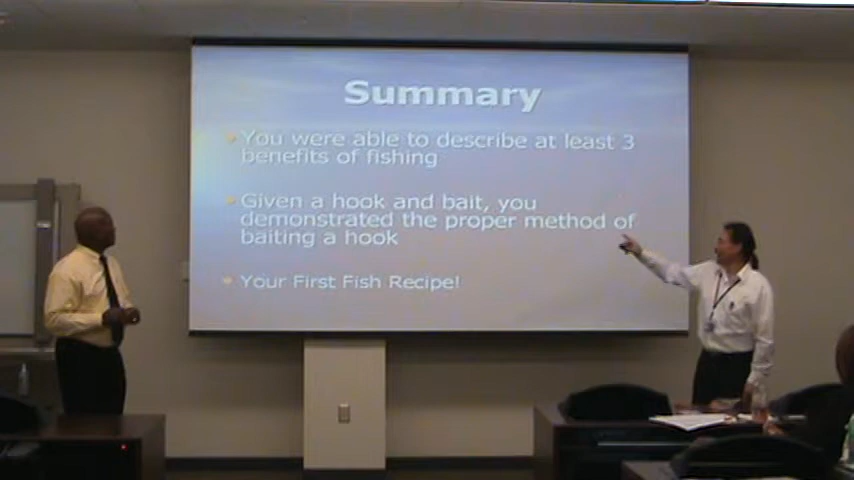 Summary
You were able to describe at least 3
benefits of fishing
Given a hook and bait, you
demonstrated the proper method of
baiting a hook
Your First Fish Recipe!